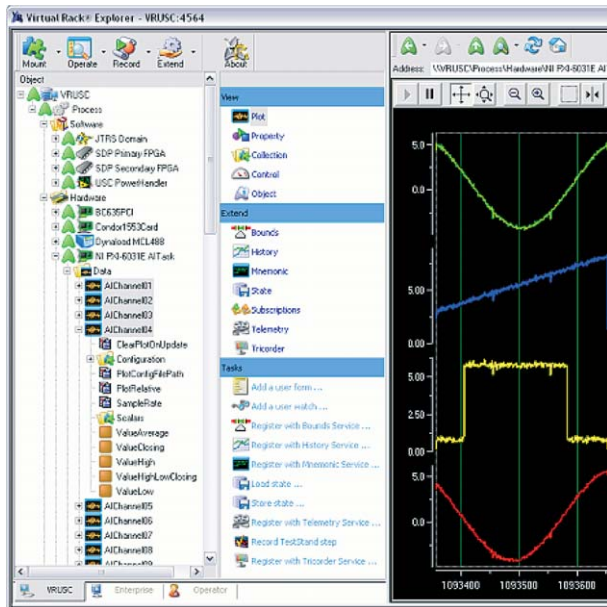 Virtual Rack® Explorer - VRUSC:4564
Mount
Operate
Record
Extend
About
Object
VRUSC
Process
Software
JTRS Domain
SDP Primary FPGA
SDP Secondary FPGA
USC PowerHandler
Hardware
BC635PCI
Condor1553Card
Dynaload MCL488
NI PXI-6031E AITask
Data
AIChannel01
AIChannel02
AIChannel03
AIChannel04
ClearPlotOnUpdate
Configuration
PlotConfigFilePath
PlotRelative
SampleRate
Scalars
ValueAverage
ValueClosing
ValueHigh
ValueHighLowClosing
ValueLow
AIChannel05
AIChannel06
AIChannel07
AIChannel08
AIChannel09
VRUSC
Enterprise
Operator
View
Plot
Property
Collection
Control
Object
Extend
Bounds
History
Mnemonic
State
Subscriptions
Telemetry
Tricorder
Tasks
Add a user form ...
Add a user watch ...
Register with Bounds Service ...
Register with History Service ...
Register with Mnemonic Service ...
Load state ...
Store state ...
Register with Telemetry Service ...
Record TestStand step
Register with Tricorder Service ...
Address: \\VRUSC\Process\Hardware\NI PXI-6031E AI
5.0
0.0
5.00
0.00
5.00
2.50
0.00
5.0
0.0
1093400 1093500 1093600